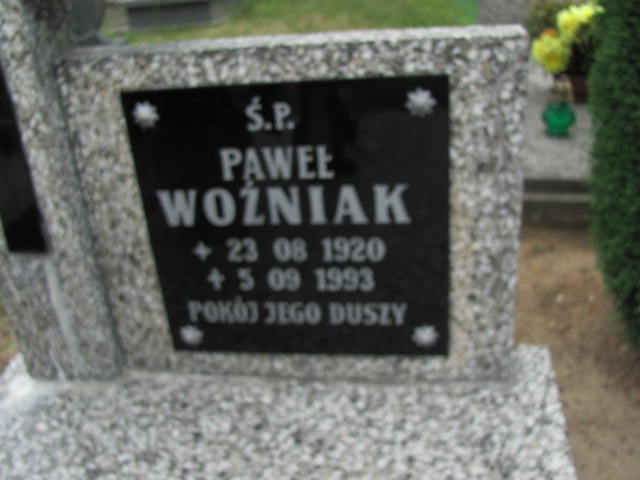 Ś.P.
PAWEŁ
WOŹNIAK
+ 23 08 1920
✝ 5 09 1993
POKÓJ JEGO DUSZY